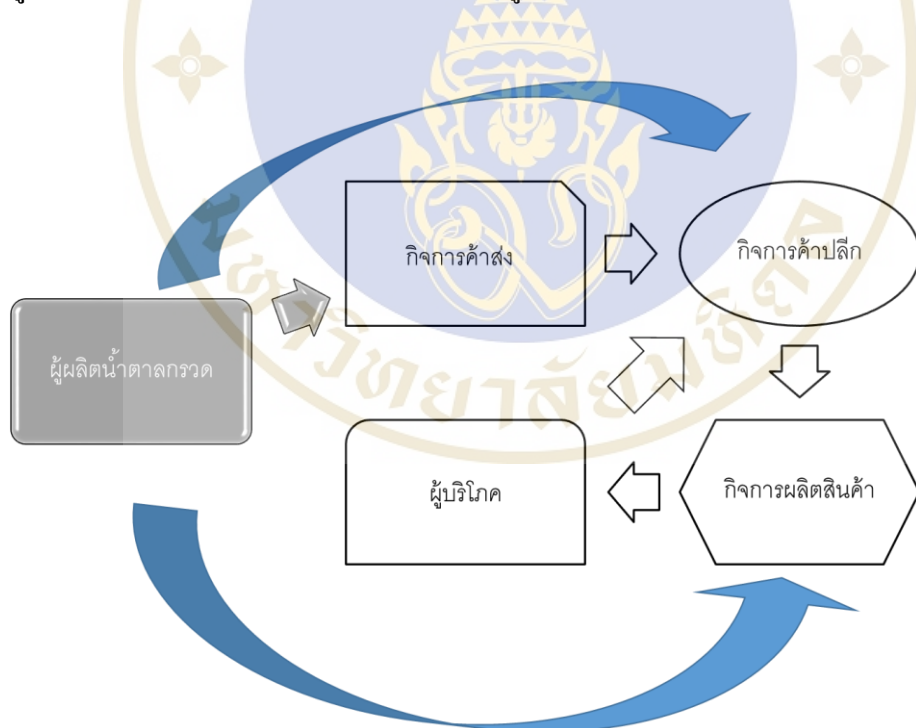 กิจการค้าส่ง
กิจการค้าปลีก
ผู้ผลิตน้ำตาลกรวด
ผู้บริโภค
กิจการผลิตสินค้า